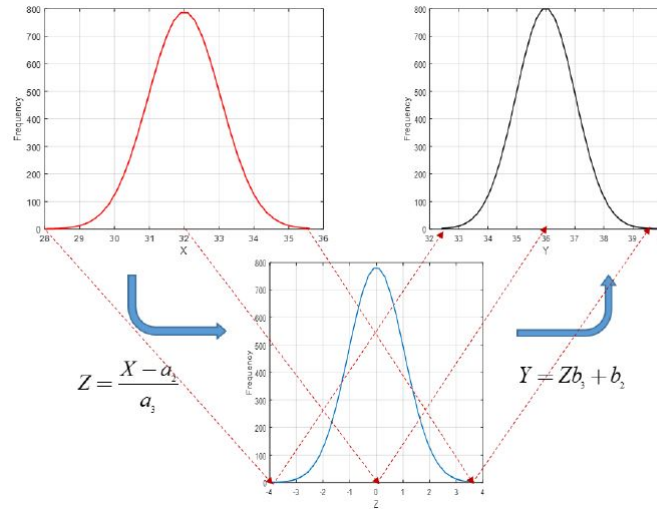 800
700
600
500
400
300
200
100
0
Frequency
28 29 30 31 32 33 34 35 36
X
800
700
600
500
400
300
200
100
0
Frequency
32 33 34 35 36 37 38 39
Y
Z = (X - a₂) / a₃
800
700
600
500
400
300
200
100
0
Frequency
-4 -3 -2 -1 0 1 2 3 4
Z
Y = Zb₃ + b₂